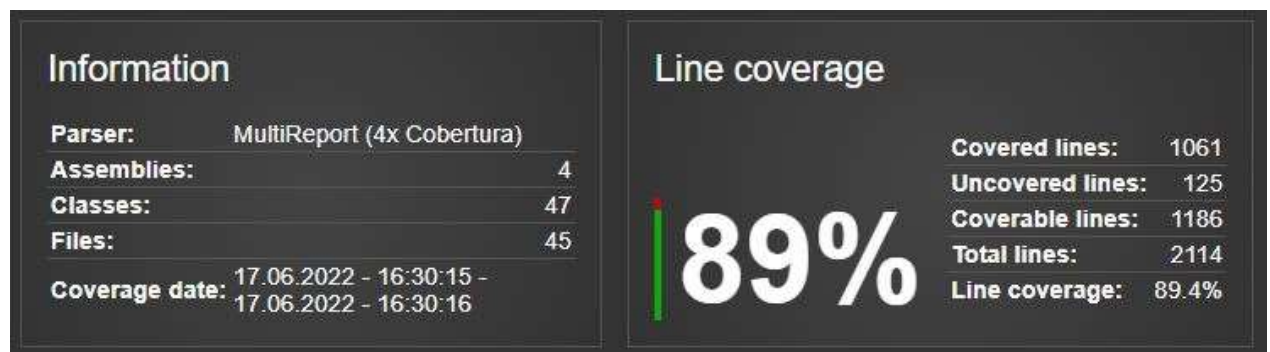 Information
Parser: MultiReport (4x Cobertura)
Assemblies: 4
Classes: 47
Files: 45
Coverage date: 17.06.2022 - 16:30:15 -
17.06.2022 - 16:30:16
Line coverage
89%
Covered lines: 1061
Uncovered lines: 125
Coverable lines: 1186
Total lines: 2114
Line coverage: 89.4%